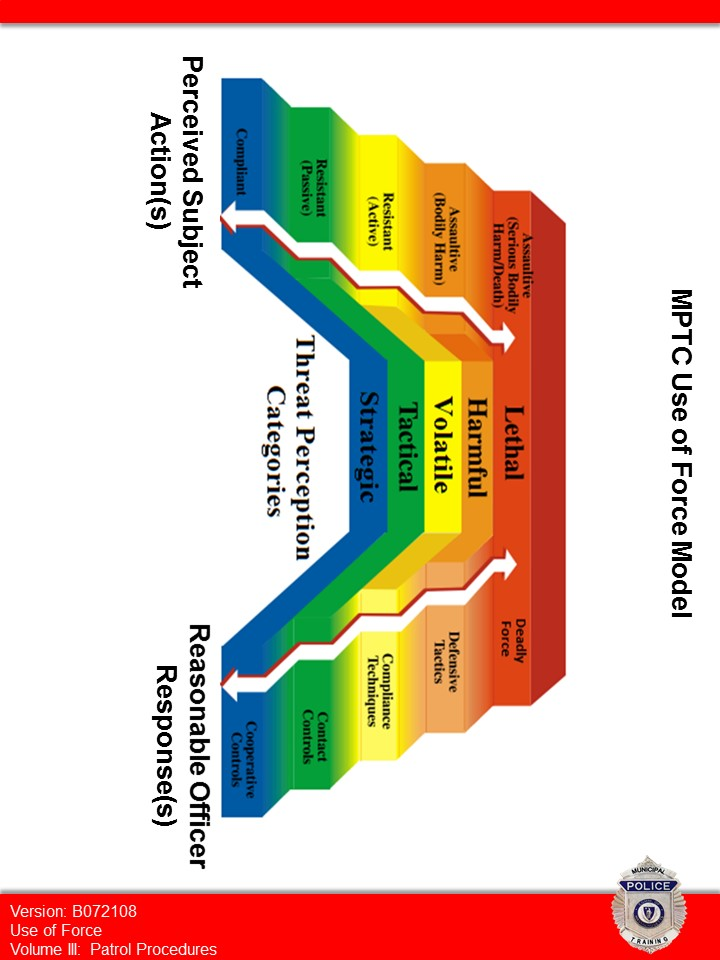 MPTC Use of Force Model
Assaultive
(Serious Bodily
Harm/Death)
Lethal
Deadly
Force
Assaultive
(Bodily Harm)
Harmful
Defensive
Tactics
Resistant
(Active)
Volatile
Compliance
Techniques
Resistant
(Passive)
Tactical
Contact
Controls
Compliant
Strategic
Cooperative
Controls
Threat Perception
Categories
Perceived Subject
Action(s)
Reasonable Officer
Response(s)
MUNICIPAL
POLICE
TRAINING
Version: B072108
Use of Force
Volume III: Patrol Procedures